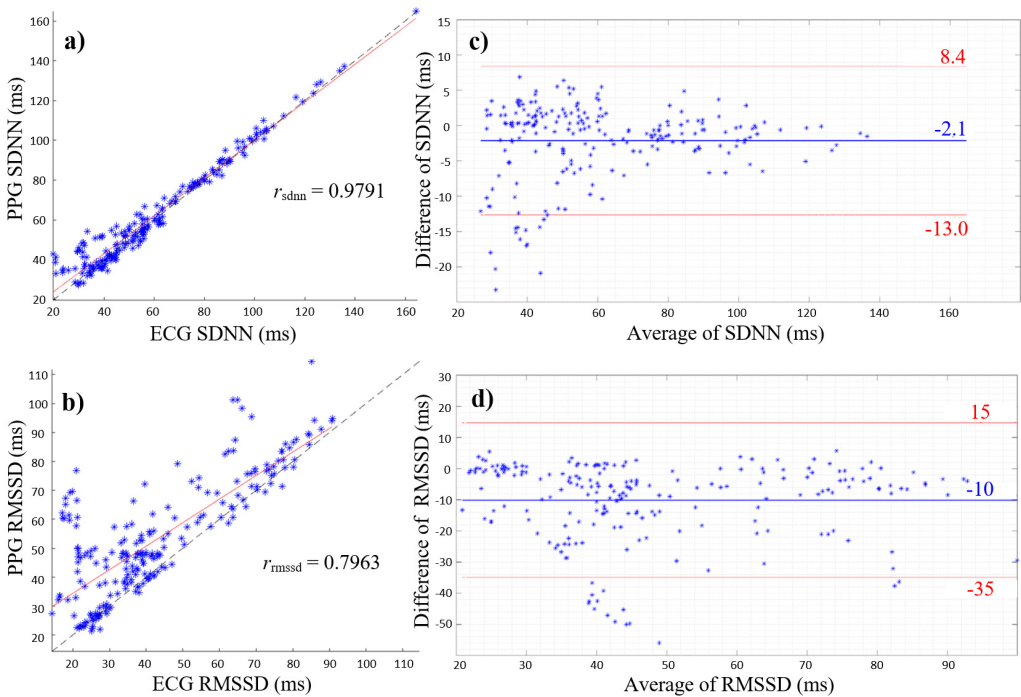 a)
PPG SDNN (ms)
160
140
120
100
80
60
40
20
r_sdnn = 0.9791
20 40 60 80 100 120 140 160
ECG SDNN (ms)
c)
Difference of SDNN (ms)
15
10
5
0
-5
-10
-15
-20
8.4
-2.1
-13.0
20 40 60 80 100 120 140 160
Average of SDNN (ms)
b)
PPG RMSSD (ms)
110
100
90
80
70
60
50
40
30
20
r_rmssd = 0.7963
20 30 40 50 60 70 80 90 100 110
ECG RMSSD (ms)
d)
Difference of RMSSD (ms)
30
20
10
0
-10
-20
-30
-40
-50
-60
15
-10
-35
20 30 40 50 60 70 80 90
Average of RMSSD (ms)